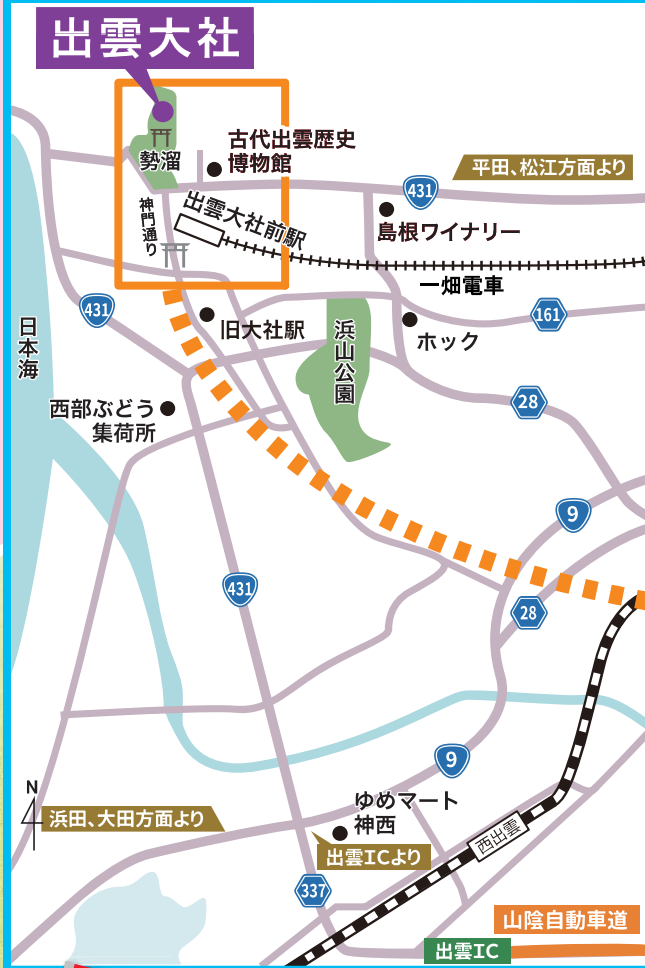 出雲大社
勢溜
古代出雲歴史
博物館
平田、松江方面より
431
神門通り
出雲大社前駅
島根ワイナリー
一畑電車
431
日本海
旧大社駅
浜山公園
161
ホック
28
西部ぶどう
集荷所
9
431
28
9
N
浜田、大田方面より
ゆめマート
神西
出雲ICより
西出雲
337
山陰自動車道
出雲IC